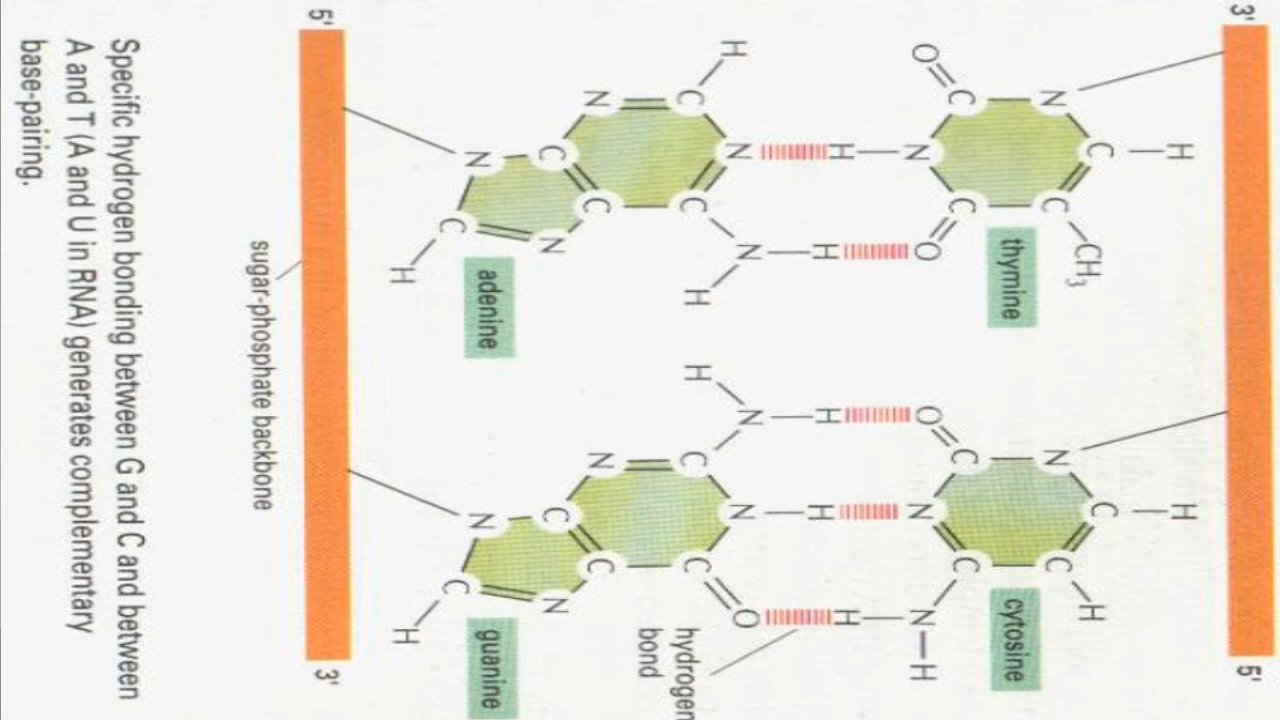 3' 5'
H H
C CH₃ C H
N C N C
thymine cytosine
C C C C
O N O O N N H
H H H H H
N N N N O
H H H
C C C C
hydrogen
bond
N C N C
C N C N
N N
C C
adenine guanine
H H
5' 3'
sugar-phosphate backbone
Specific hydrogen bonding between G and C and between
A and T (A and U in RNA) generates complementary
base-pairing.